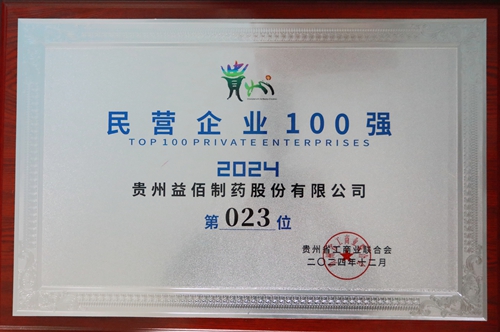 贵州
民营企业100强
TOP 100 PRIVATE ENTERPRISES
2024
贵州益佰制药股份有限公司
第023位
贵州省工商业联合会
二〇二四年十二月